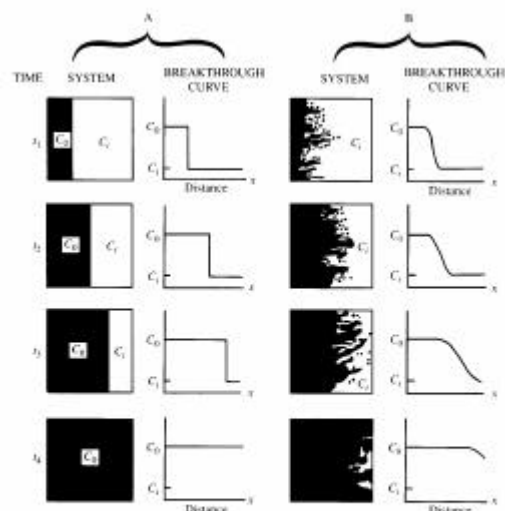 A B
TIME SYSTEM BREAKTHROUGH CURVE SYSTEM BREAKTHROUGH CURVE
t1 C0 Ci C0 Ci x Distance Ci C0 Ci x Distance
t2 C0 Ci C0 Ci x Ci C0 Ci x
t3 C0 Ci C0 Ci x Ci C0 Ci x
t4 C0 C0 Ci x Distance C0 Ci x Distance